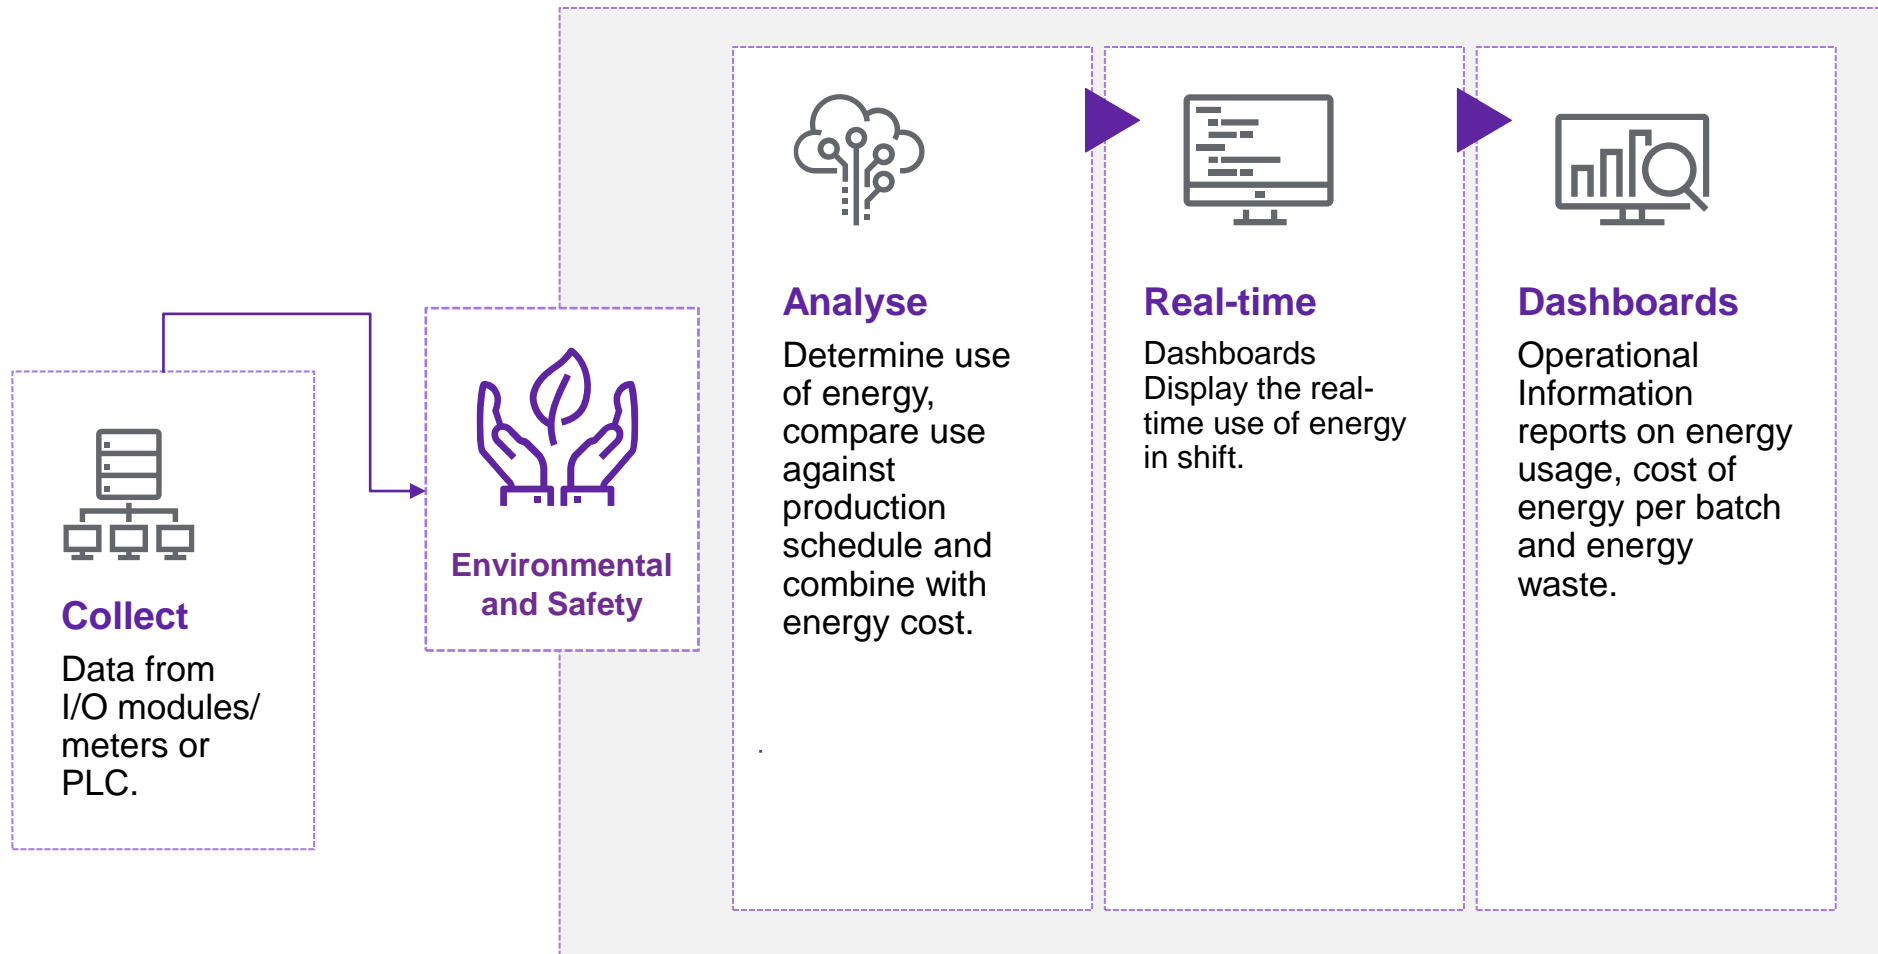 Collect
Data from
I/O modules/
meters or
PLC.
Environmental
and Safety
Analyse
Determine use
of energy,
compare use
against
production
schedule and
combine with
energy cost.
.
Real-time
Dashboards
Display the real-
time use of energy
in shift.
Dashboards
Operational
Information
reports on energy
usage, cost of
energy per batch
and energy
waste.